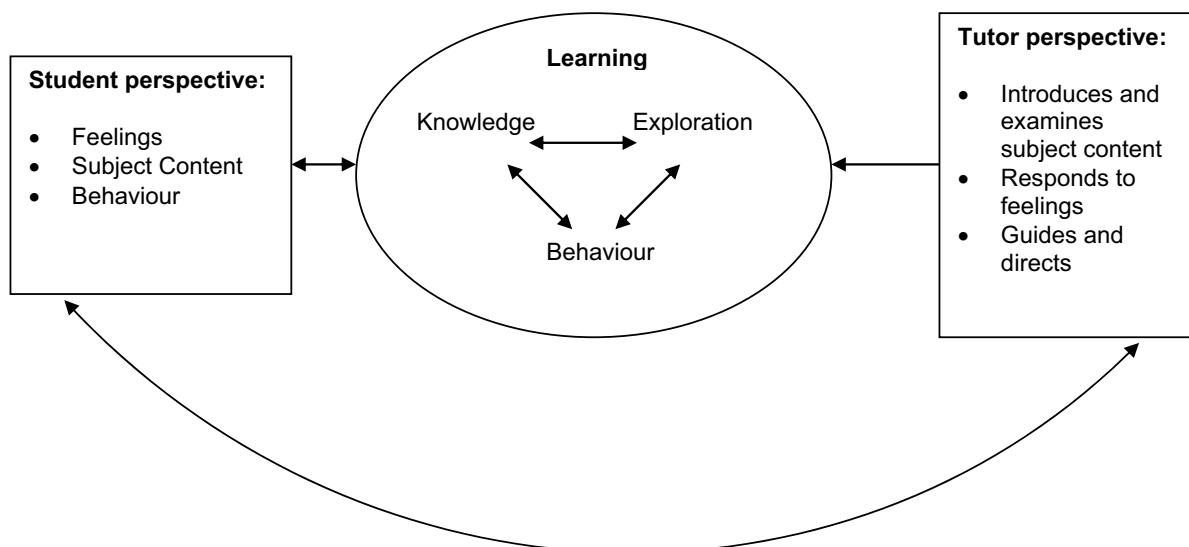 Student perspective:
• Feelings
• Subject Content
• Behaviour
Learning
Knowledge
Exploration
Behaviour
Tutor perspective:
• Introduces and
examines
subject content
• Responds to
feelings
• Guides and
directs